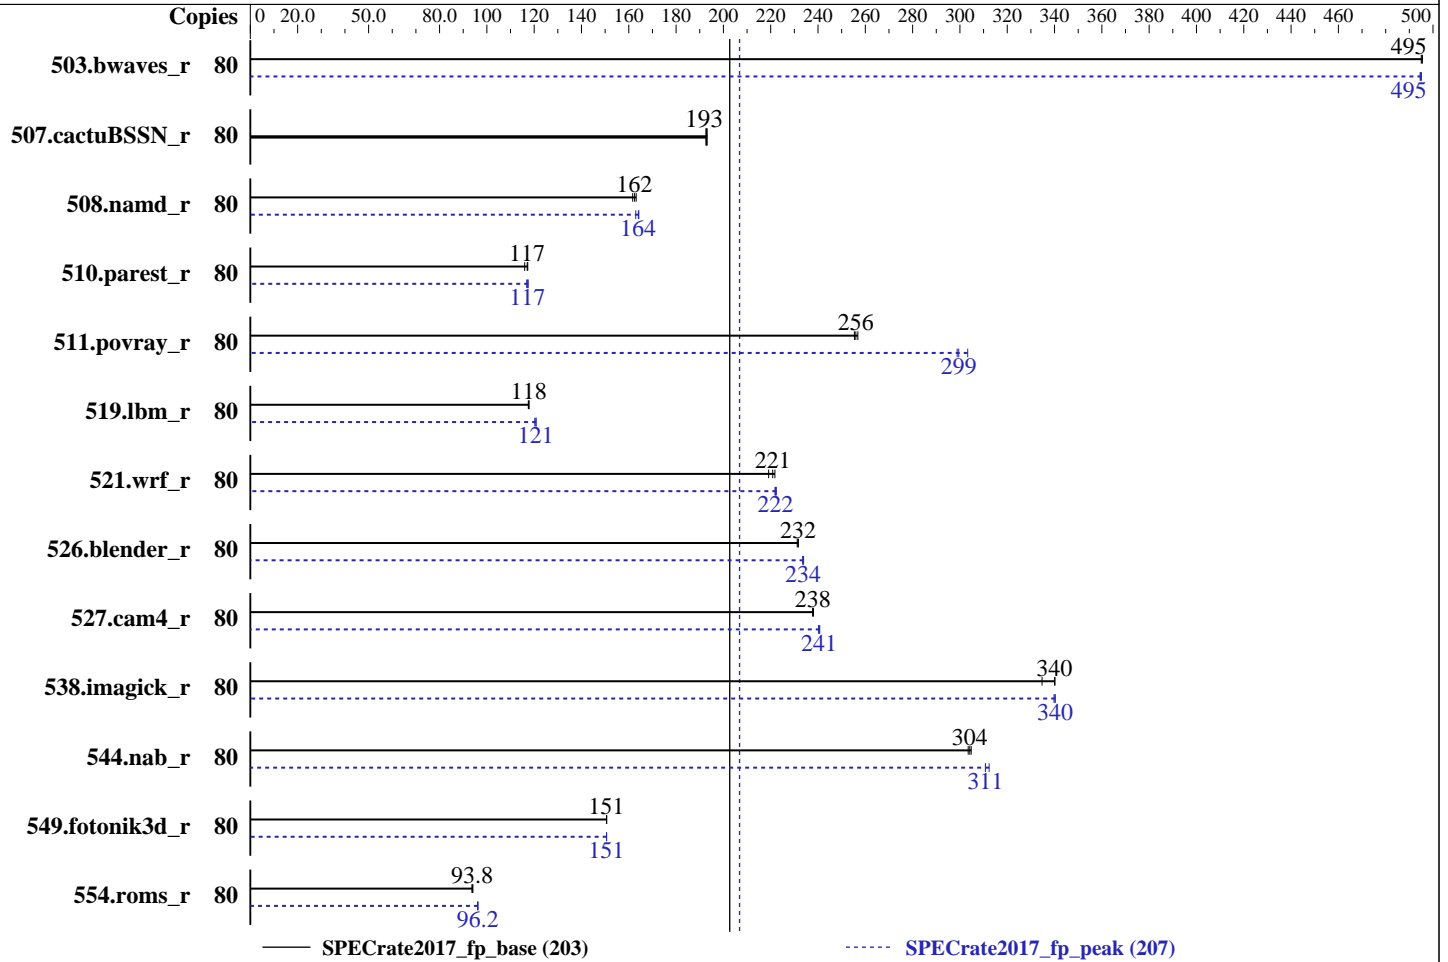 Copies 0 20.0 50.0 80.0 100 120 140 160 180 200 220 240 260 280 300 320 340 360 380 400 420 440 460 500
503.bwaves_r 80 495
495
507.cactuBSSN_r 80 193
508.namd_r 80 162
164
510.parest_r 80 117
117
511.povray_r 80 256
299
519.lbm_r 80 118
121
521.wrf_r 80 221
222
526.blender_r 80 232
234
527.cam4_r 80 238
241
538.imagick_r 80 340
340
544.nab_r 80 304
311
549.fotonik3d_r 80 151
151
554.roms_r 80 93.8
96.2
SPECrate2017_fp_base (203) SPECrate2017_fp_peak (207)